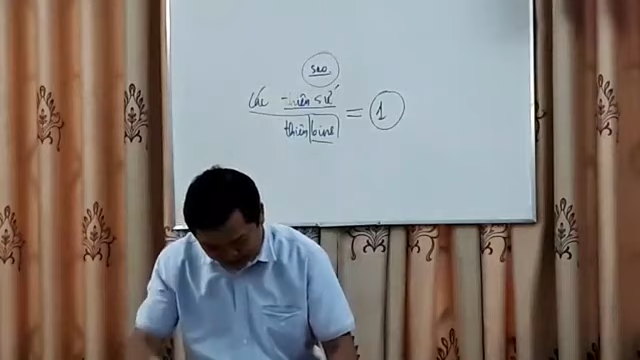 sao
các thiên sứ
thiên binh
= 1